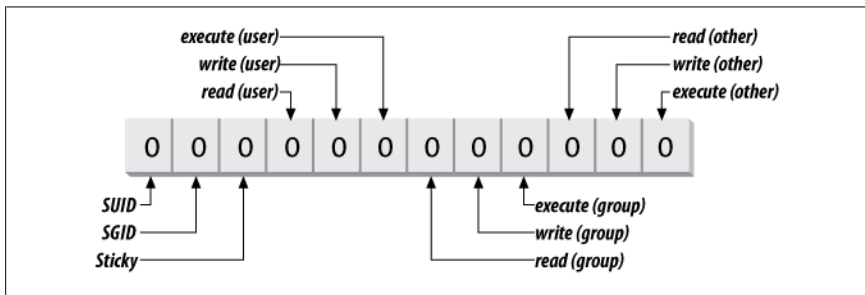 execute (user)
write (user)
read (user)
read (other)
write (other)
execute (other)
0 0 0 0 0 0 0 0 0 0 0 0
SUID
SGID
Sticky
execute (group)
write (group)
read (group)